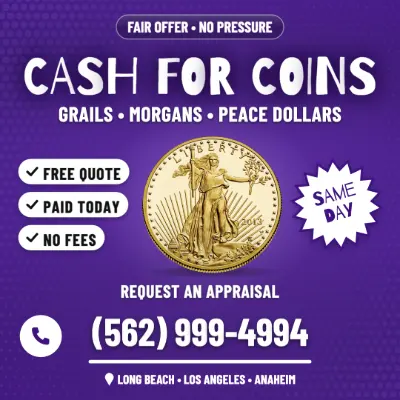 FAIR OFFER • NO PRESSURE
CASH FOR COINS
GRAILS • MORGANS • PEACE DOLLARS
✓ FREE QUOTE
✓ PAID TODAY
✓ NO FEES
LIBERTY
2013
SAME
DAY
REQUEST AN APPRAISAL
(562) 999-4994
LONG BEACH • LOS ANGELES • ANAHEIM